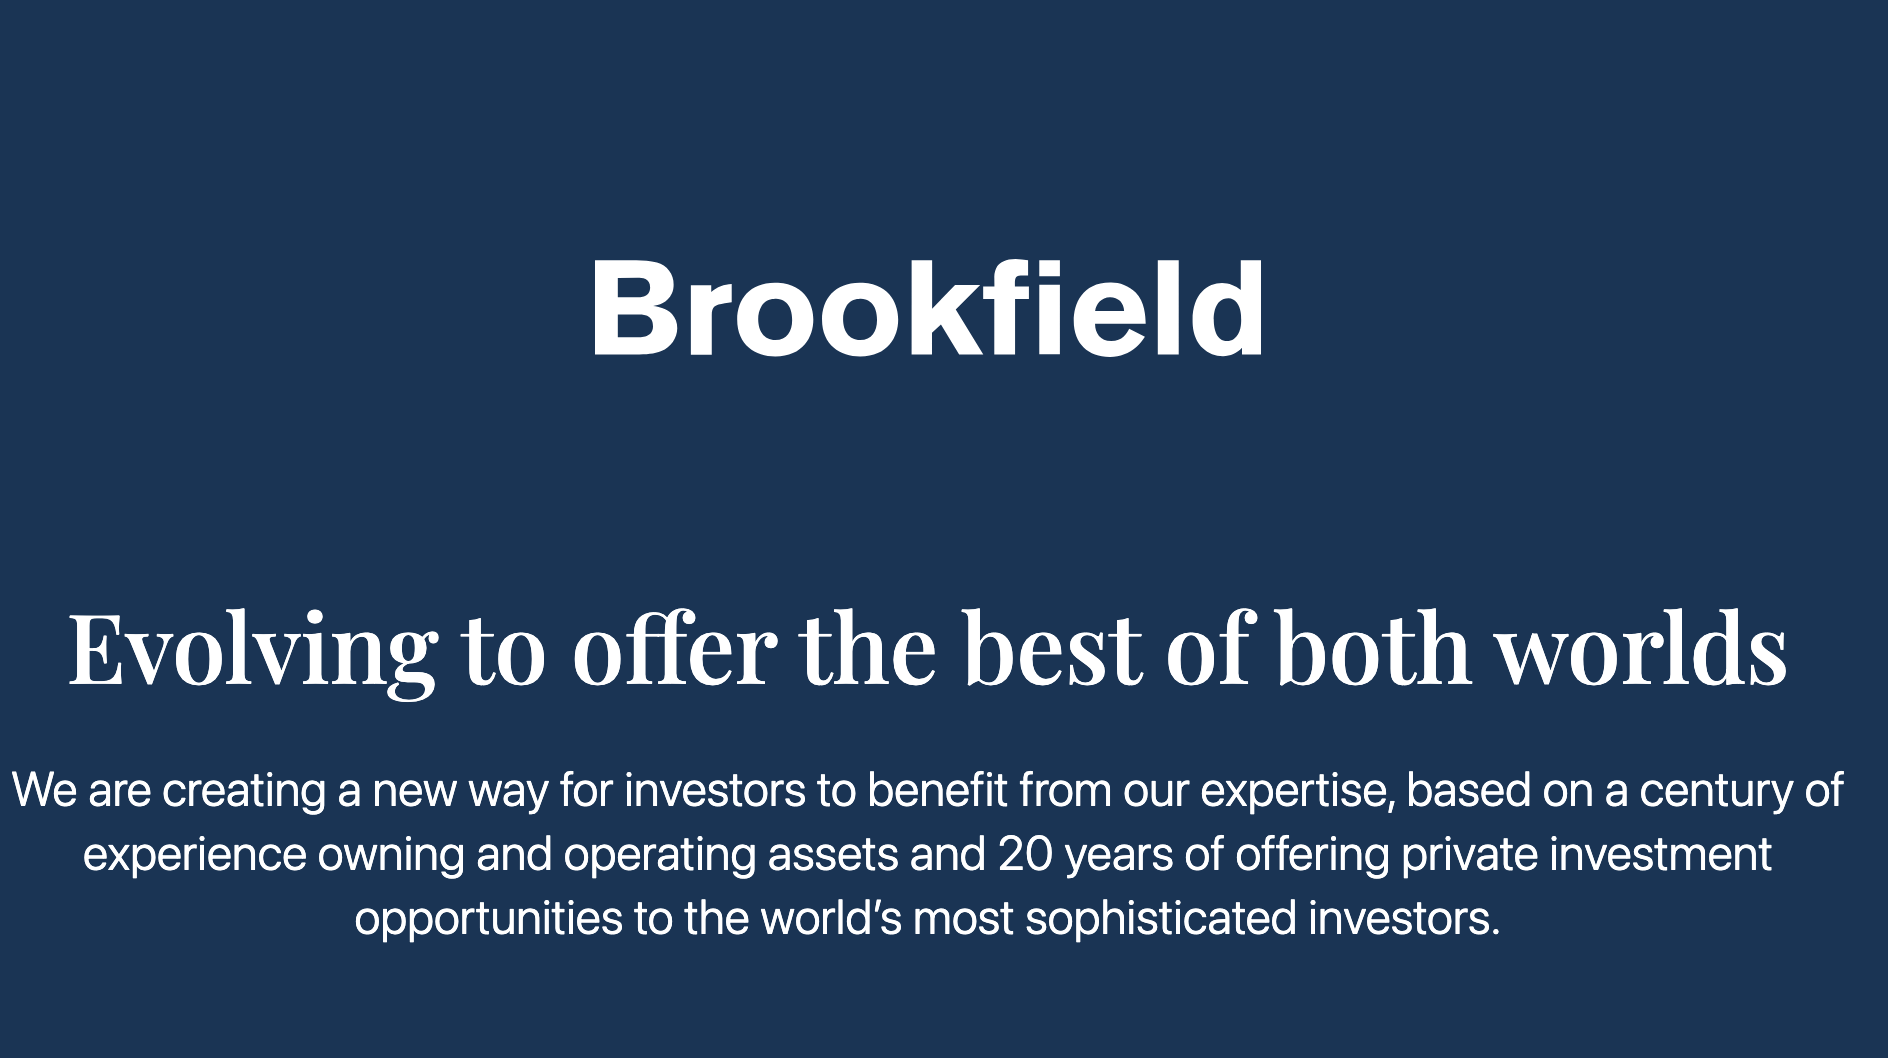 Brookfield
Evolving to offer the best of both worlds
We are creating a new way for investors to benefit from our expertise, based on a century of
experience owning and operating assets and 20 years of offering private investment
opportunities to the world’s most sophisticated investors.